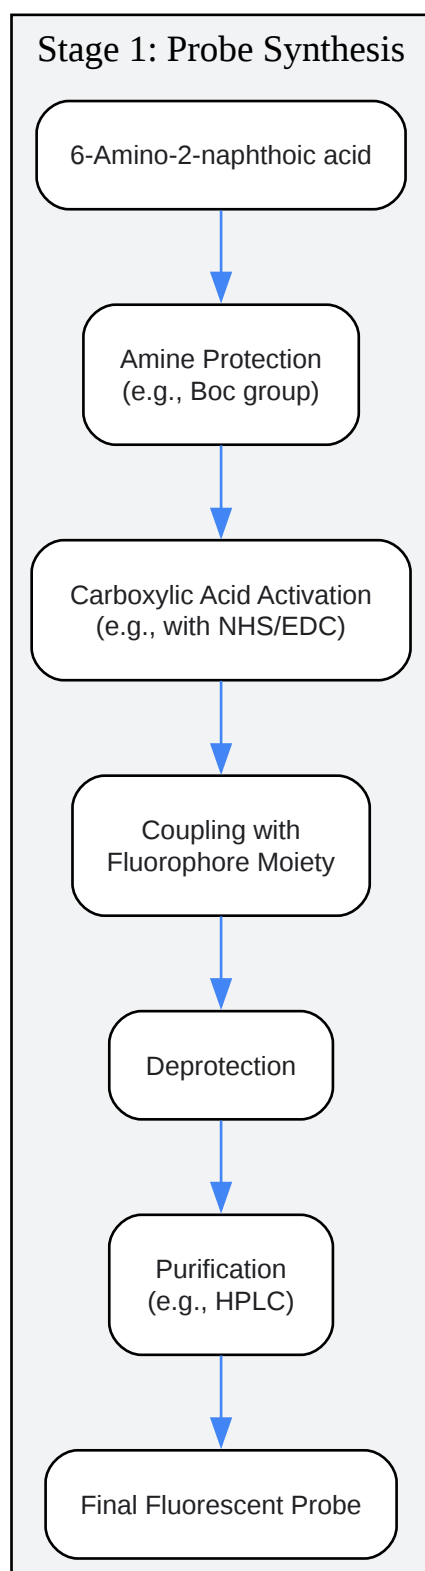 Stage 1: Probe Synthesis
6-Amino-2-naphthoic acid
Amine Protection
(e.g., Boc group)
Carboxylic Acid Activation
(e.g., with NHS/EDC)
Coupling with
Fluorophore Moiety
Deprotection
Purification
(e.g., HPLC)
Final Fluorescent Probe